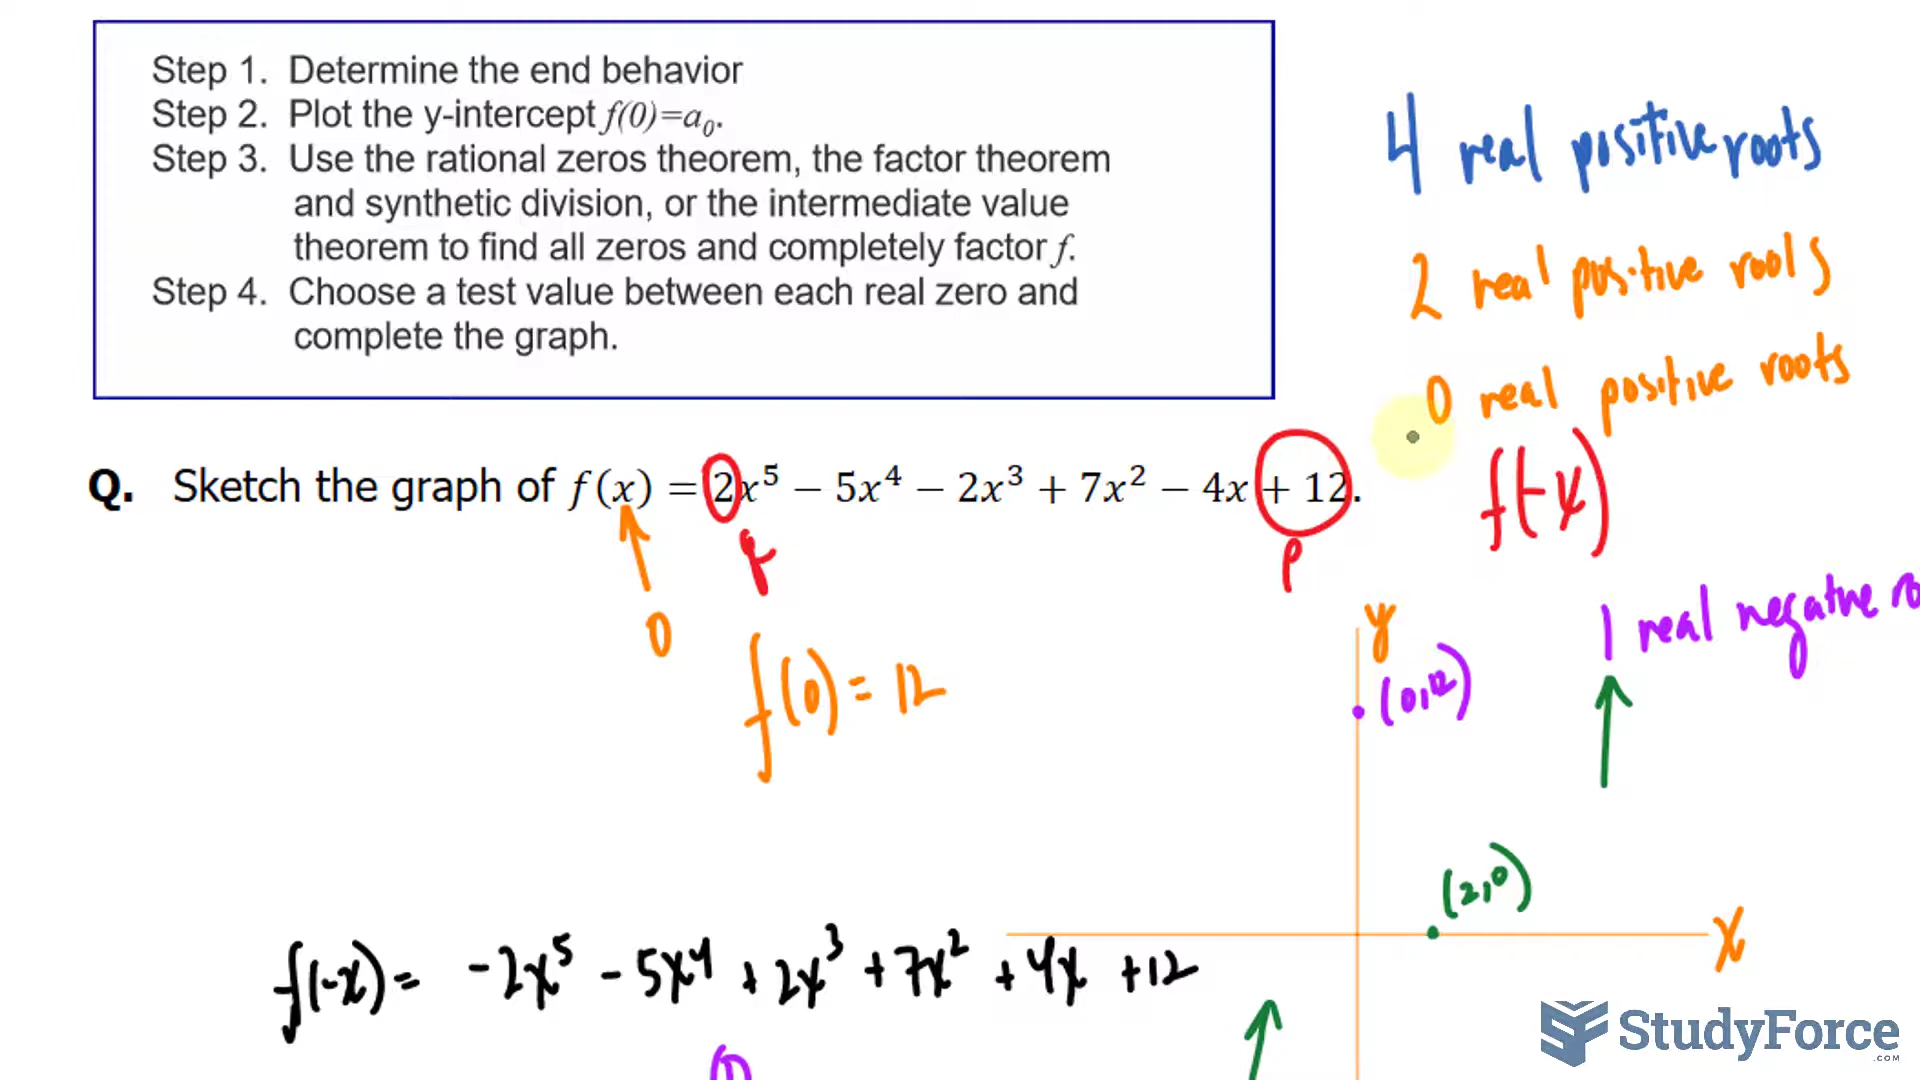 Step 1. Determine the end behavior
Step 2. Plot the y-intercept f(0)=a₀.
Step 3. Use the rational zeros theorem, the factor theorem
and synthetic division, or the intermediate value
theorem to find all zeros and completely factor f.
Step 4. Choose a test value between each real zero and
complete the graph.
4 real positive roots
2 real positive roots
0 real positive roots
Q. Sketch the graph of f(x) = 2x⁵ − 5x⁴ − 2x³ + 7x² − 4x + 12.
f(-x)
q
p
0
f(0) = 12
y
(0,12)
1 real negative
(2,0)
x
f(-x) = -2x⁵ - 5x⁴ + 2x³ + 7x² + 4x + 12
StudyForce
.COM